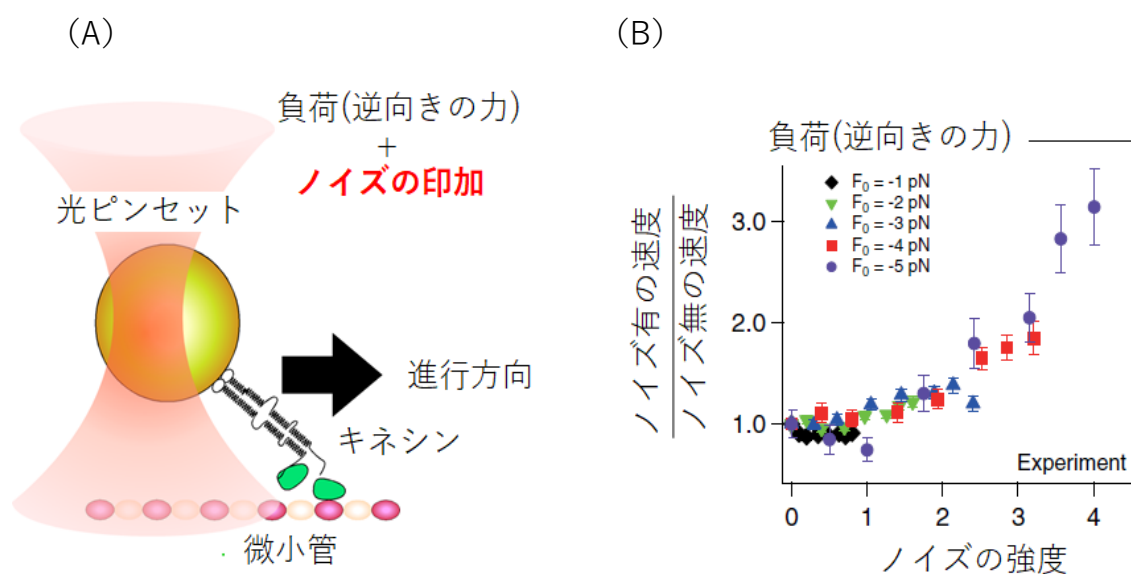 (A)
負荷(逆向きの力)
+
ノイズの印加
光ピンセット
進行方向
キネシン
微小管
(B)
負荷(逆向きの力)
F₀ = -1 pN
F₀ = -2 pN
F₀ = -3 pN
F₀ = -4 pN
F₀ = -5 pN
ノイズ有の速度
ノイズ無の速度
3.0
2.0
1.0
Experiment
0 1 2 3 4
ノイズの強度